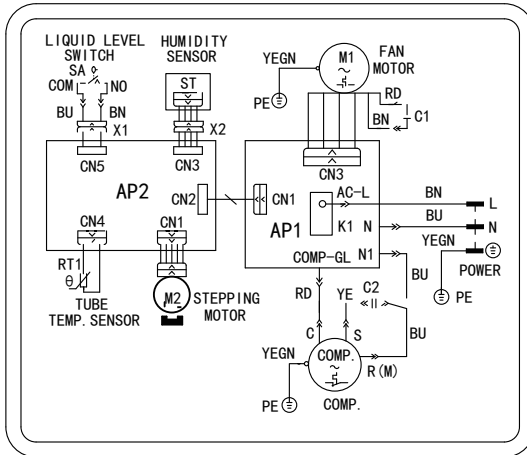 LIQUID LEVEL
SWITCH
HUMIDITY
SENSOR
SA
COM
NO
ST
BU
BN
X1
X2
CN5
CN3
AP2
CN2
CN4
CN1
RT1
θ
TUBE
TEMP. SENSOR
M2
STEPPING
MOTOR
YEGN
M1
~
FAN
MOTOR
PE
RD
BN
C1
CN3
CN1
AP1
AC-L
K1
N
COMP-GL
N1
BN
L
BU
N
YEGN
PE
POWER
RD
YE
C2
BU
BU
C
S
YEGN
COMP.
~
R(M)
PE
COMP.